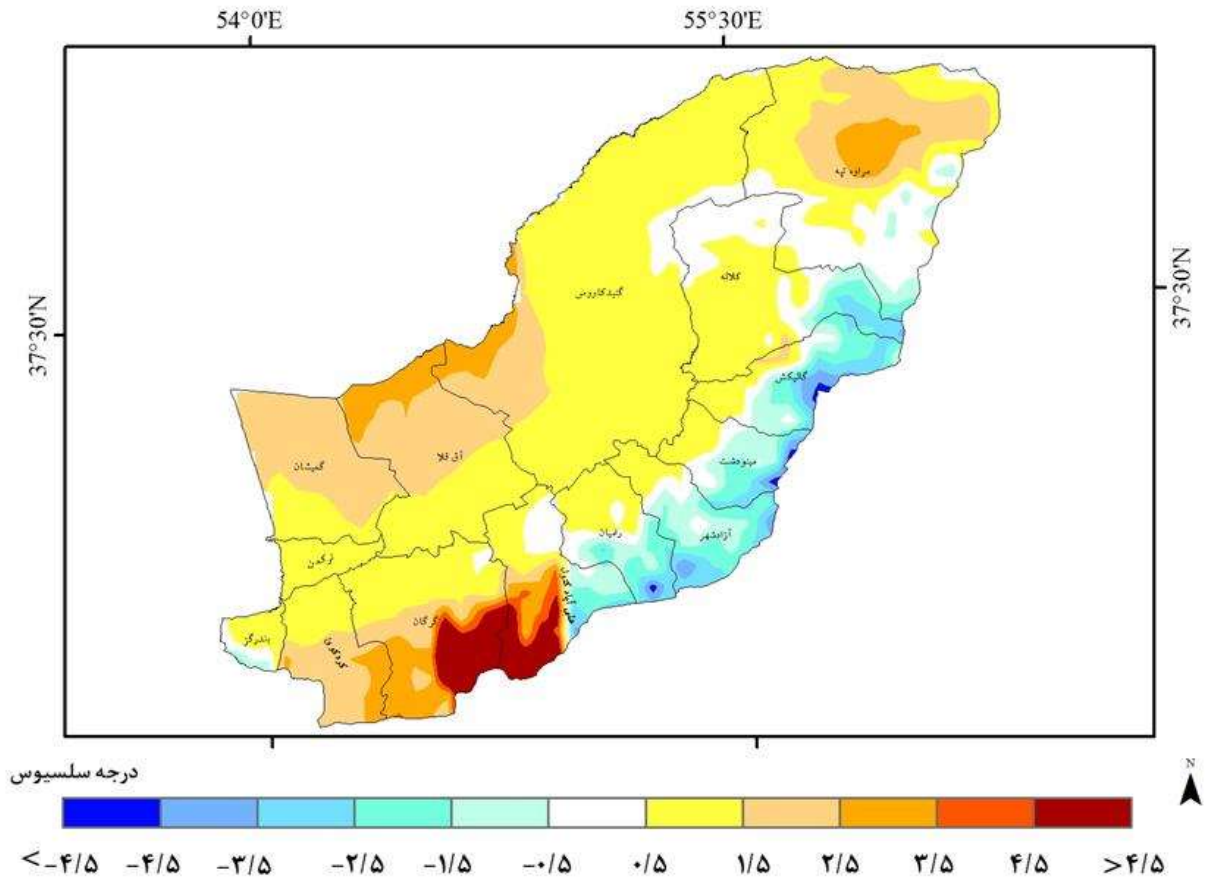 54°0'E 55°30'E
مراوه تپه
کلاله
گنبدکاووس
37°30'N
37°30'N
گالیکش
گمیشان
آق قلا
مینودشت
رامیان
آزادشهر
ترکمن
علی آباد کتول
گرگان
بندرگز
کردکوی
درجه سلسیوس
N
<-۴/۵ -۴/۵ -۳/۵ -۲/۵ -۱/۵ -۰/۵ ۰/۵ ۱/۵ ۲/۵ ۳/۵ ۴/۵ >۴/۵